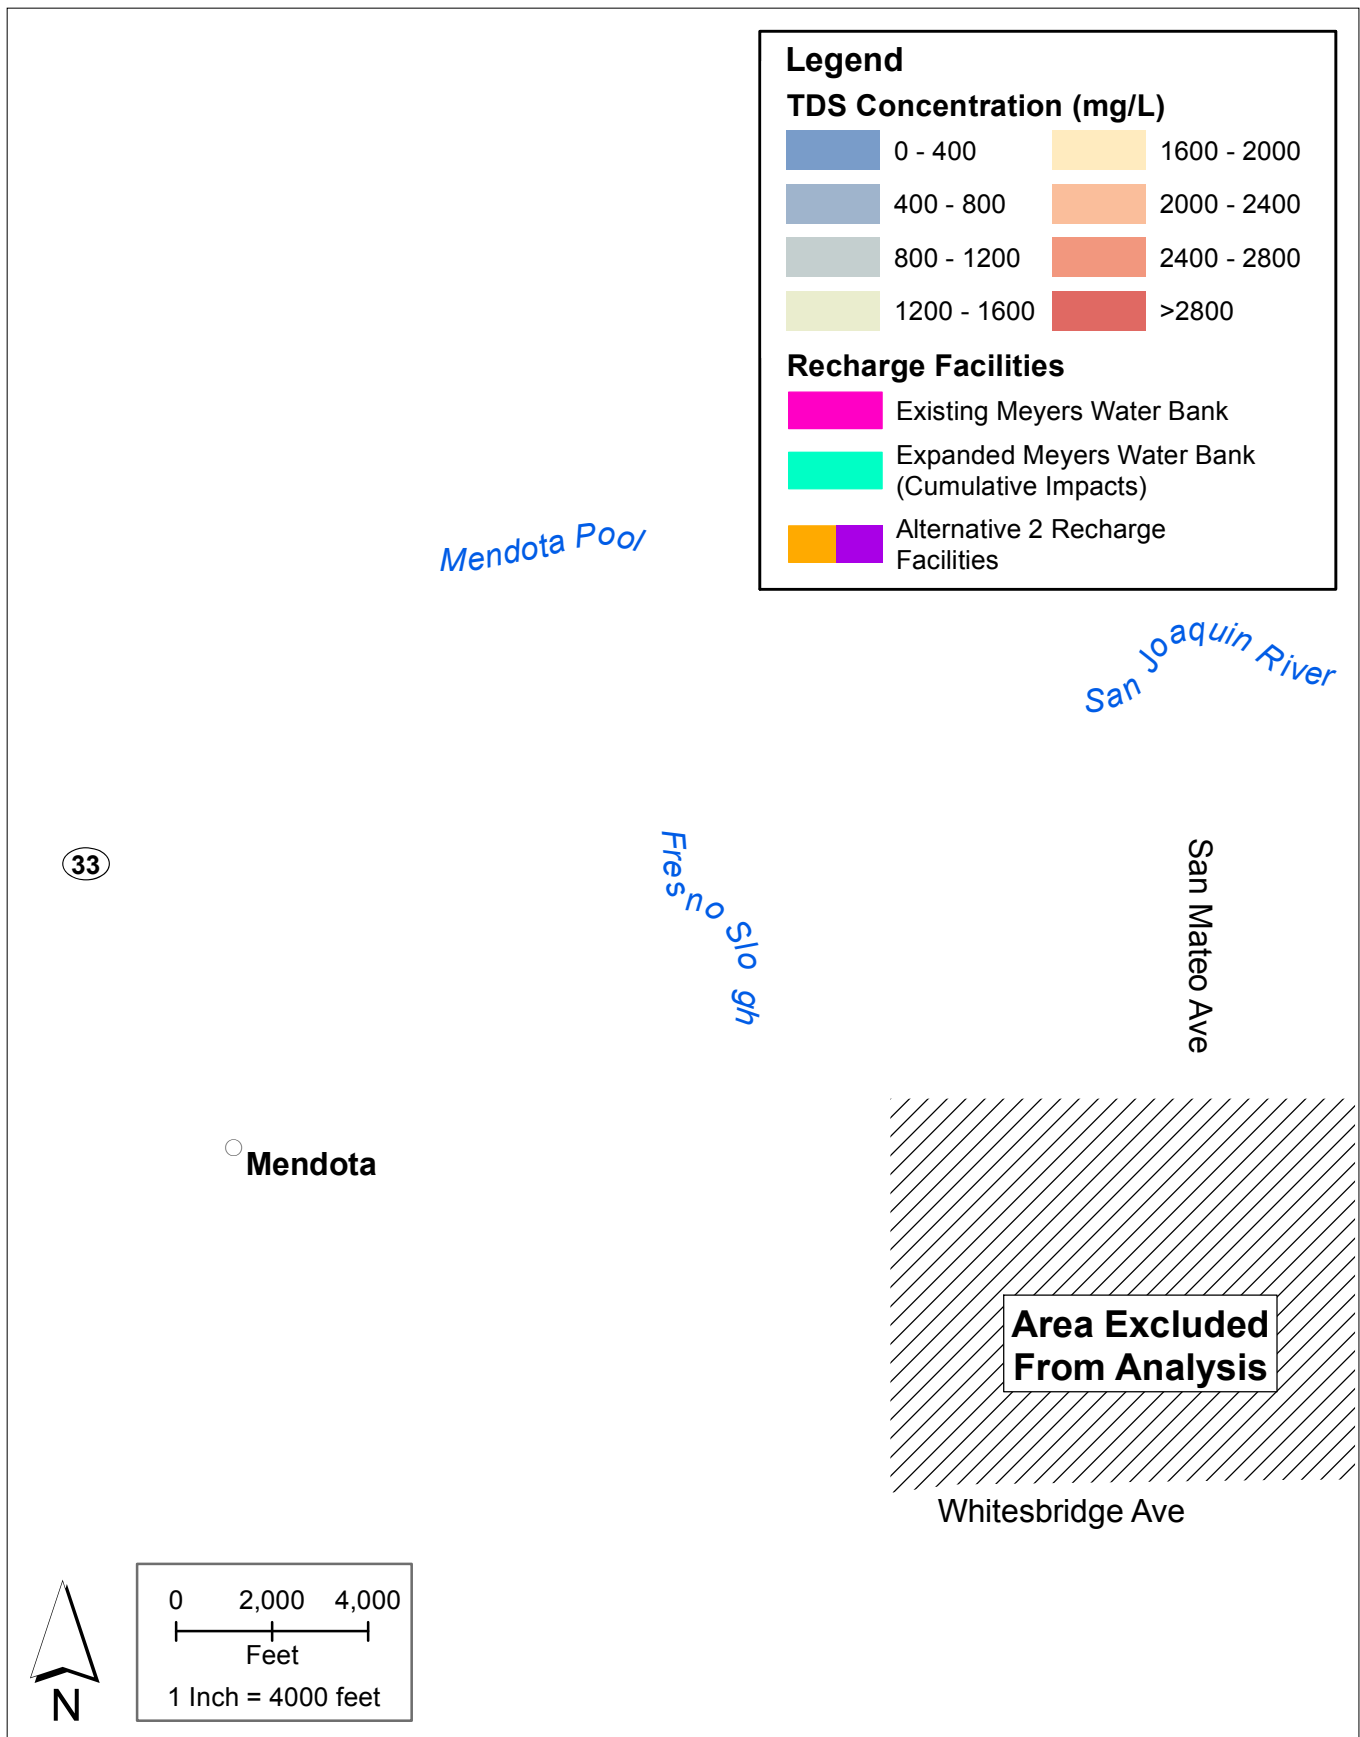 Legend
TDS Concentration (mg/L)
0 - 400
1600 - 2000
400 - 800
2000 - 2400
800 - 1200
2400 - 2800
1200 - 1600
>2800
Recharge Facilities
Existing Meyers Water Bank
Expanded Meyers Water Bank
(Cumulative Impacts)
Alternative 2 Recharge
Facilities
Mendota Pool
San Joaquin River
33
Fresno Slo gh
San Mateo Ave
Mendota
Area Excluded
From Analysis
Whitesbridge Ave
0 2,000 4,000
Feet
1 Inch = 4000 feet
N